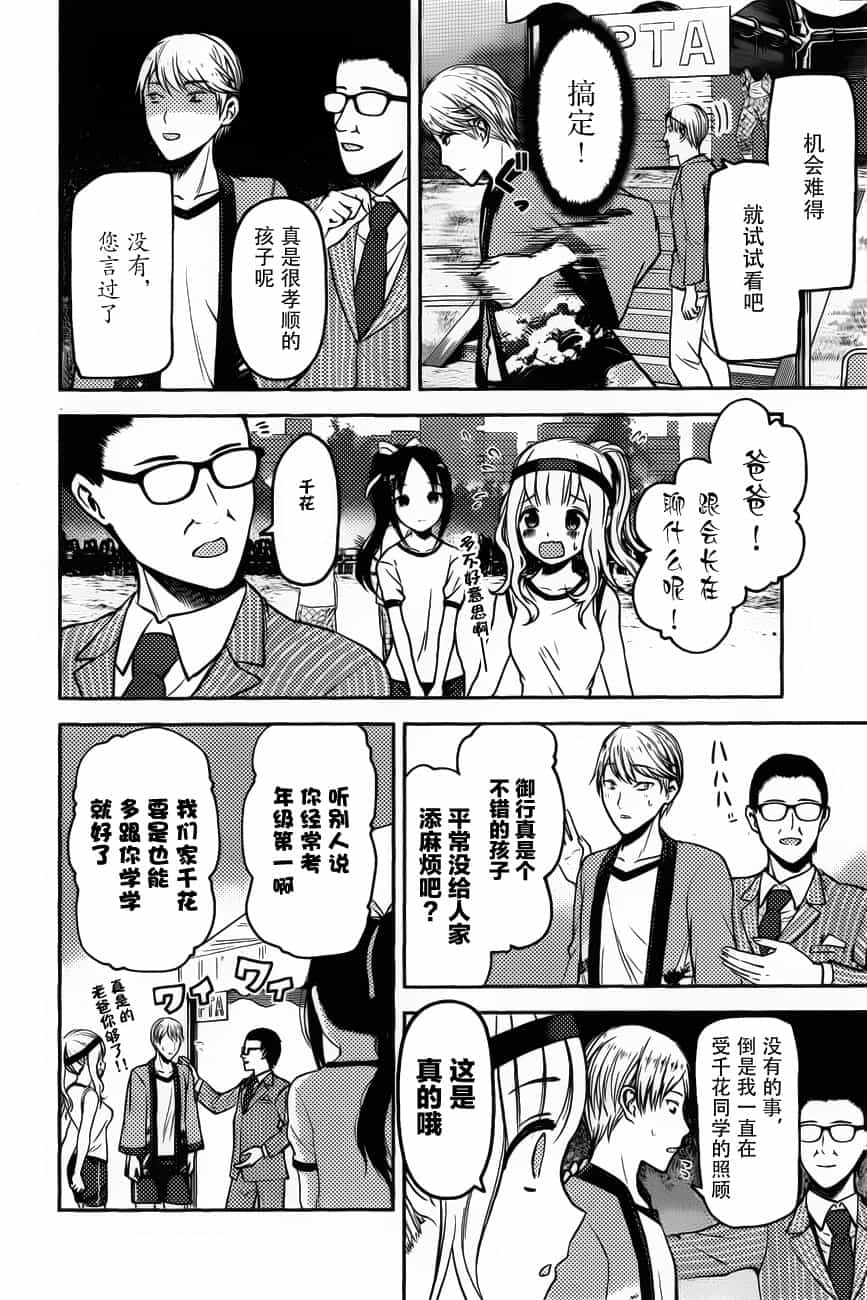 PTA
机会难得
就试试看吧
搞定！
真是很孝顺的
孩子呢
没有，
您言过了
爸爸！
跟会长在
聊什么呢！
多不好意思啊！
千花
ハハハ
御行真是个
不错的孩子
平常没给人家
添麻烦吧？
没有的事，
倒是我一直在
受千花同学的照顾
这是
真的哦
听别人说
你经常考
年级第一啊
我们家千花
要是也能
多跟你学学
就好了
ワイワイ
PTA
真是的
老爸你够了！！